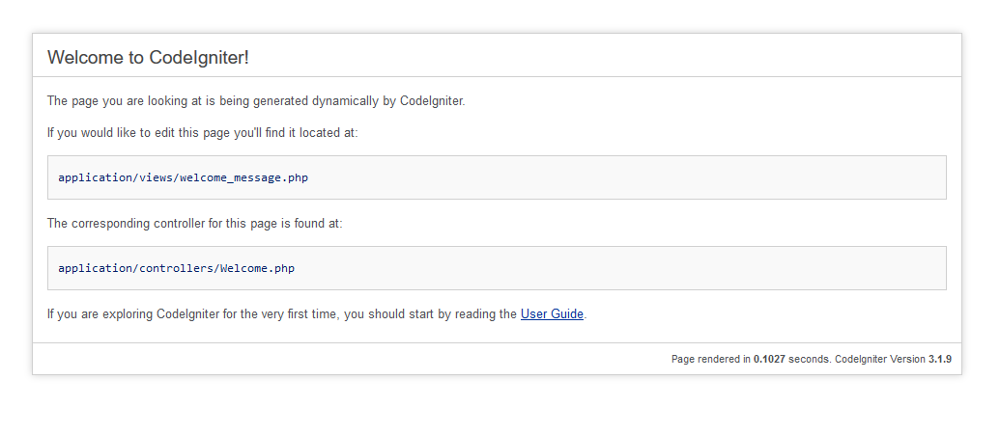 Welcome to CodeIgniter!
The page you are looking at is being generated dynamically by CodeIgniter.
If you would like to edit this page you'll find it located at:
application/views/welcome_message.php
The corresponding controller for this page is found at:
application/controllers/Welcome.php
If you are exploring CodeIgniter for the very first time, you should start by reading the User Guide.
Page rendered in 0.1027 seconds. CodeIgniter Version 3.1.9